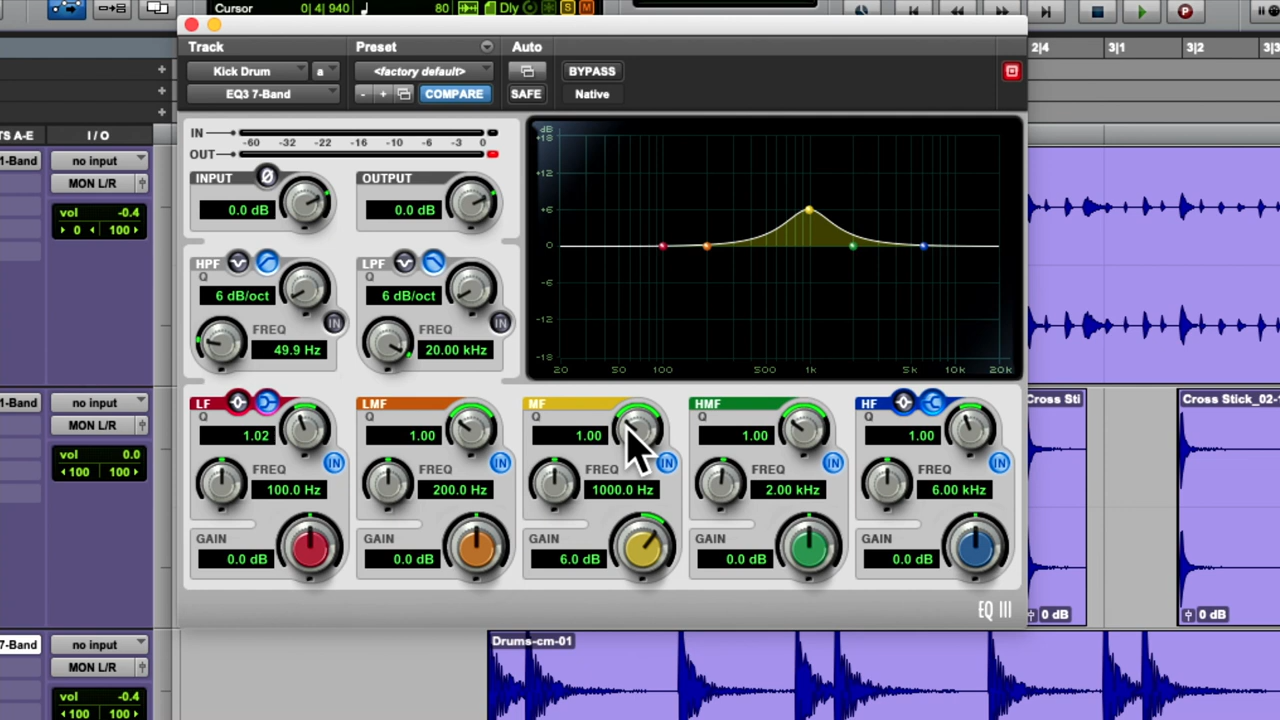 Cursor
0| 4| 940
80
Dly
S
M
P
2|4
3|1
3|2
3|3
Track
Preset
Auto
Kick Drum
a
<factory default>
BYPASS
EQ3 7-Band
-
+
COMPARE
SAFE
Native
TS A-E
I / O
1-Band
no input
MON L/R
vol
-0.4
0
100
IN
-60 -32 -22 -16 -10 -6 -3 0
OUT
INPUT
Ø
0.0 dB
OUTPUT
0.0 dB
HPF
Q
6 dB/oct
IN
FREQ
49.9 Hz
LPF
Q
6 dB/oct
IN
FREQ
20.00 kHz
dB
+18
+12
+6
0
-6
-12
-18
20 50 100 500 1k 5k 10k 20k
1-Band
no input
MON L/R
vol
0.0
100
100
LF
Q
1.02
IN
FREQ
100.0 Hz
GAIN
0.0 dB
LMF
Q
1.00
IN
FREQ
200.0 Hz
GAIN
0.0 dB
MF
Q
1.00
IN
FREQ
1000.0 Hz
GAIN
6.0 dB
HMF
Q
1.00
IN
FREQ
2.00 kHz
GAIN
0.0 dB
HF
Q
1.00
IN
FREQ
6.00 kHz
GAIN
0.0 dB
EQ III
Cross Sti
Cross Stick_02-
0 dB
0 dB
7-Band
no input
MON L/R
vol
-0.4
100
100
Drums-cm-01